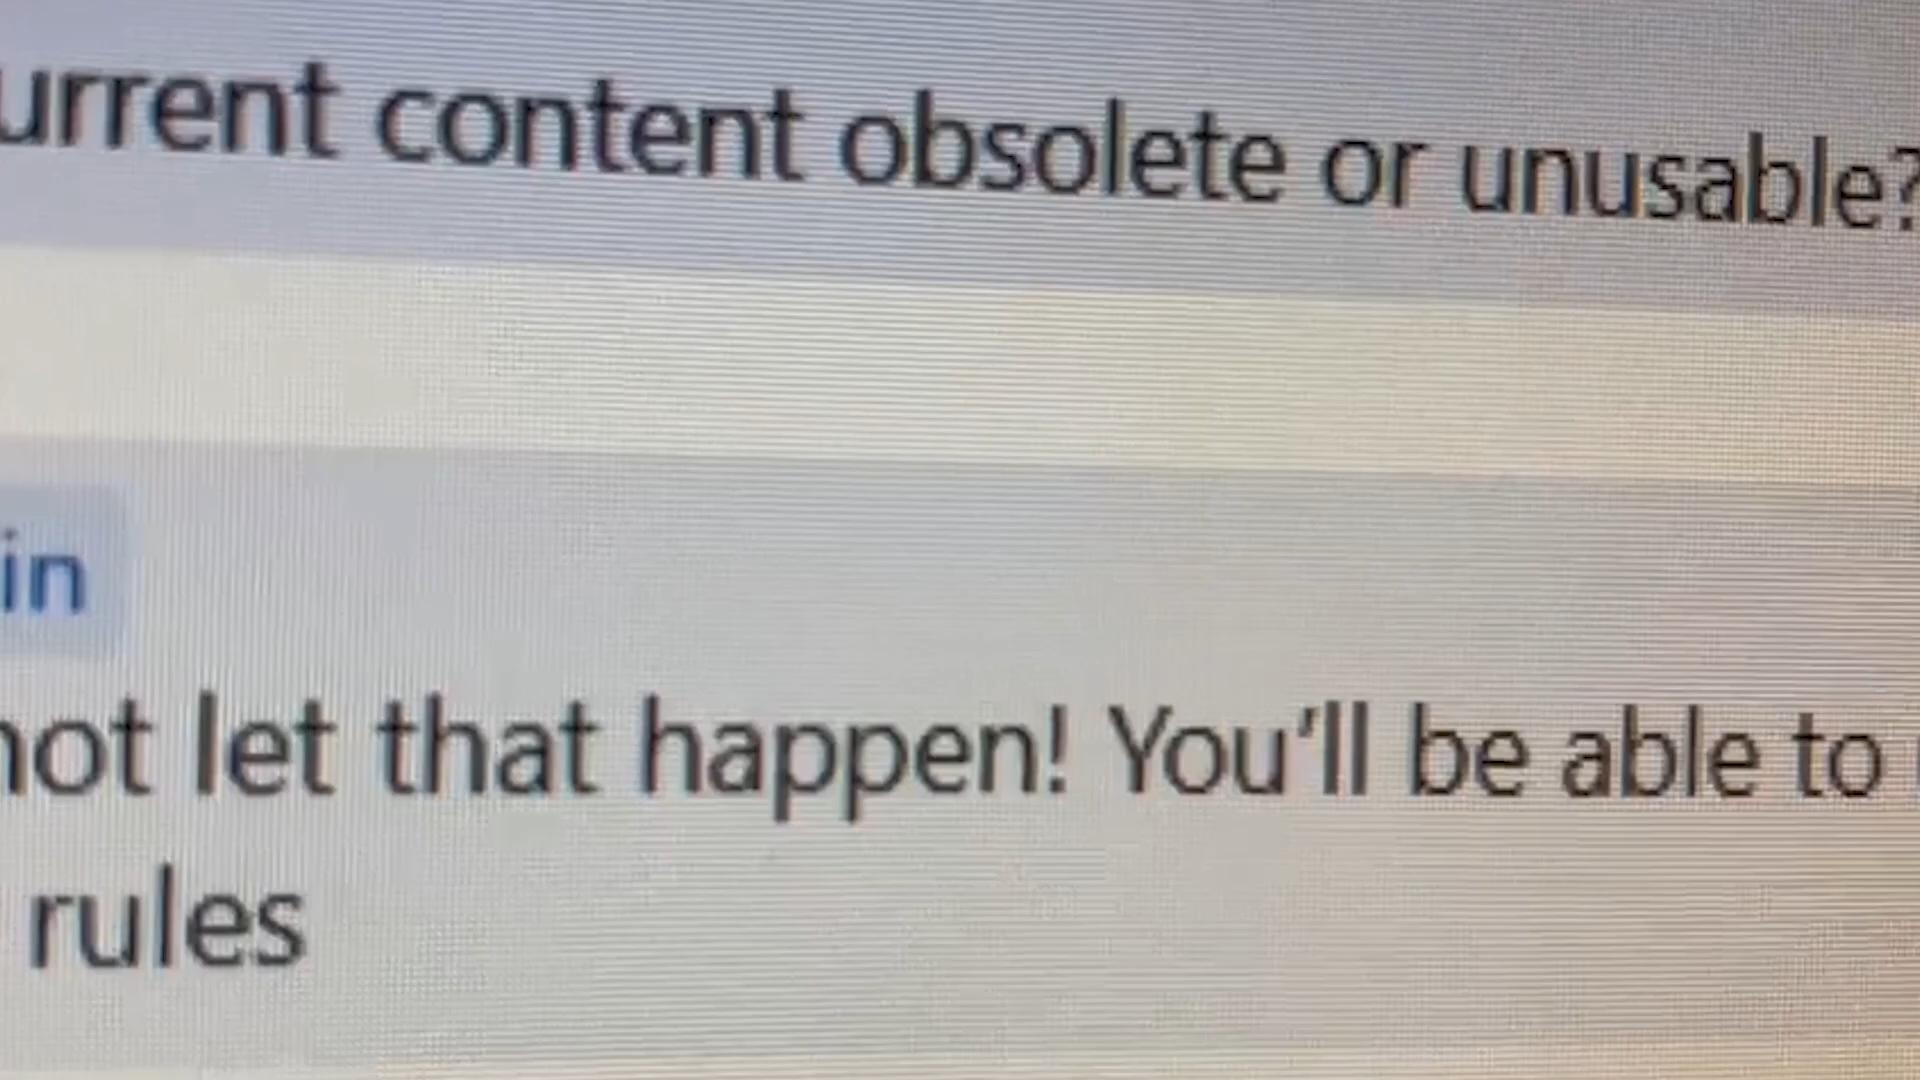 urrent content obsolete or unusable?
in
not let that happen! You'll be able to
rules